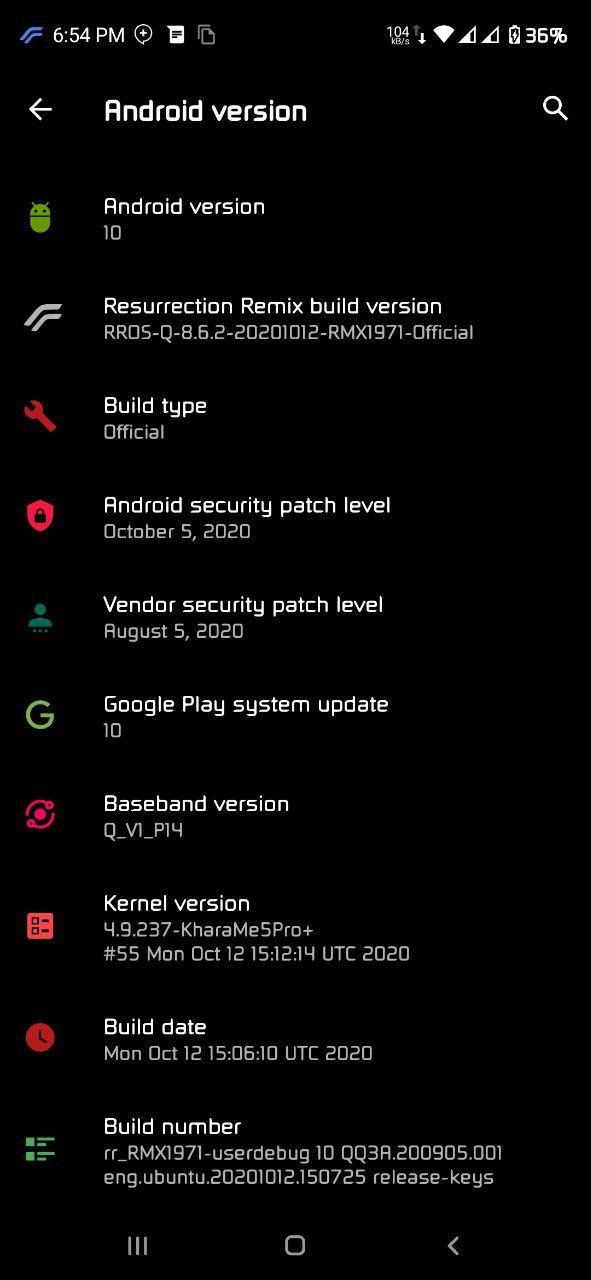 6:54 PM
104
kB/s
36%
Android version
Android version
10
Resurrection Remix build version
RROS-Q-8.6.2-20201012-RMX1971-Official
Build type
Official
Android security patch level
October 5, 2020
Vendor security patch level
August 5, 2020
Google Play system update
10
Baseband version
Q_V1_P14
Kernel version
4.9.237-KharaMe5Pro+
#55 Mon Oct 12 15:12:14 UTC 2020
Build date
Mon Oct 12 15:06:10 UTC 2020
Build number
rr_RMX1971-userdebug 10 QQ3A.200905.001
eng.ubuntu.20201012.150725 release-keys